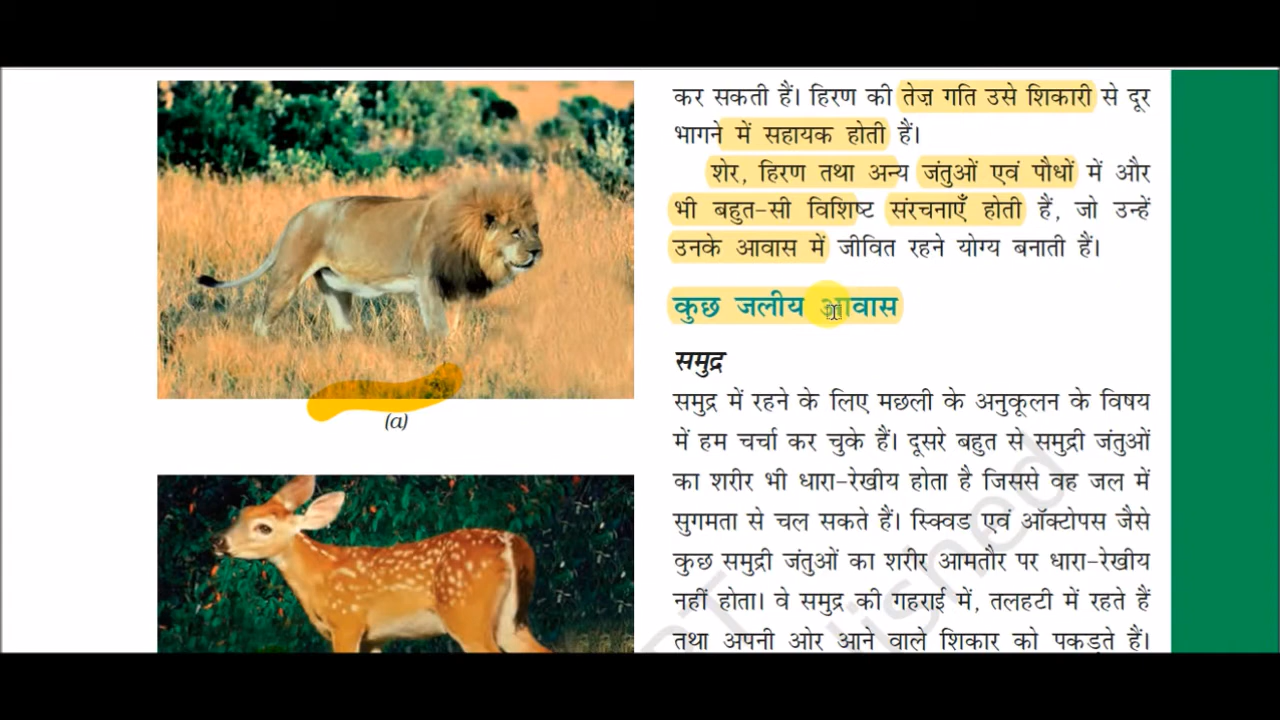 कर सकती हैं। हिरण की तेज़ गति उसे शिकारी से दूर
भागने में सहायक होती हैं।
शेर, हिरण तथा अन्य जंतुओं एवं पौधों में और
भी बहुत-सी विशिष्ट संरचनाएँ होती हैं, जो उन्हें
उनके आवास में जीवित रहने योग्य बनाती हैं।
कुछ जलीय आवास
समुद्र
समुद्र में रहने के लिए मछली के अनुकूलन के विषय
में हम चर्चा कर चुके हैं। दूसरे बहुत से समुद्री जंतुओं
का शरीर भी धारा-रेखीय होता है जिससे वह जल में
सुगमता से चल सकते हैं। स्क्विड एवं ऑक्टोपस जैसे
कुछ समुद्री जंतुओं का शरीर आमतौर पर धारा-रेखीय
नहीं होता। वे समुद्र की गहराई में, तलहटी में रहते हैं
तथा अपनी ओर आने वाले शिकार को पकड़ते हैं।
(a)